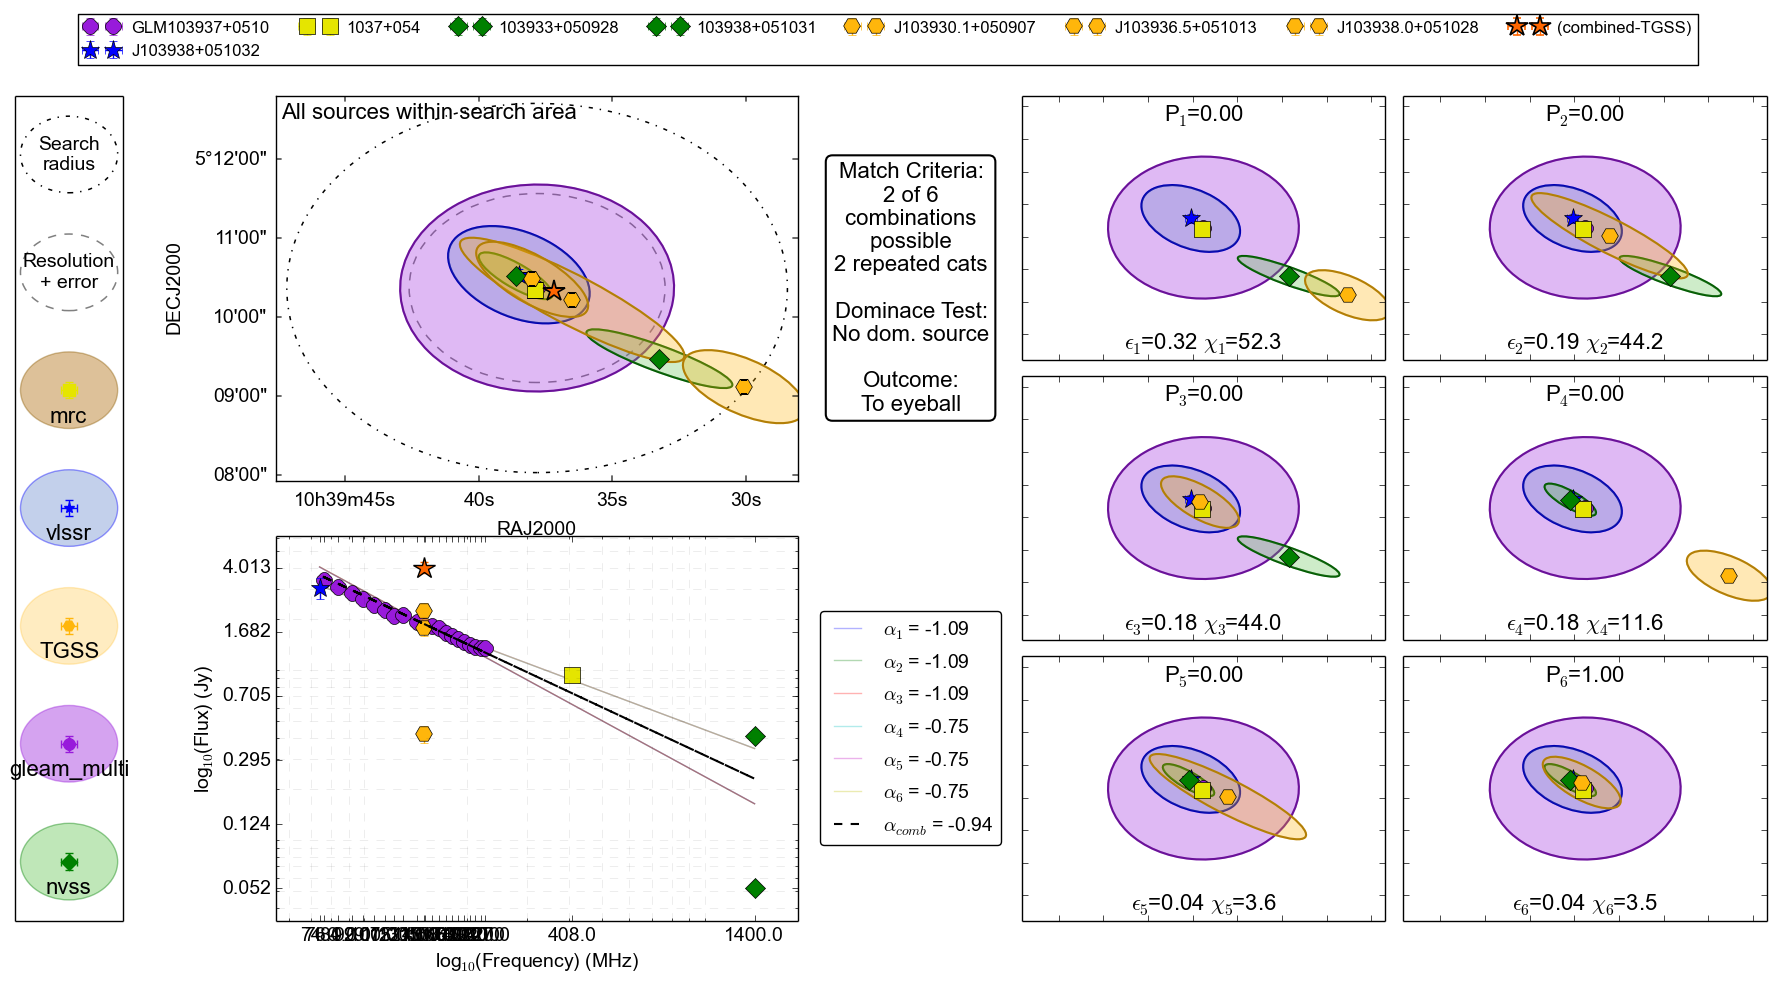 GLM103937+0510 1037+054 103933+050928 103938+051031 J103930.1+050907 J103936.5+051013 J103938.0+051028 (combined-TGSS)
J103938+051032
Search
radius
Resolution
+ error
mrc
vlssr
TGSS
gleam_multi
nvss
All sources within search area
DECJ2000
5°12'00"
11'00"
10'00"
09'00"
08'00"
10h39m45s 40s 35s 30s
RAJ2000
Match Criteria:
2 of 6
combinations
possible
2 repeated cats
Dominace Test:
No dom. source
Outcome:
To eyeball
log10(Flux) (Jy)
4.013
1.682
0.705
0.295
0.124
0.052
408.0 1400.0
log10(Frequency) (MHz)
α1 = -1.09
α2 = -1.09
α3 = -1.09
α4 = -0.75
α5 = -0.75
α6 = -0.75
αcomb = -0.94
P1=0.00
ϵ1=0.32 χ1=52.3
P2=0.00
ϵ2=0.19 χ2=44.2
P3=0.00
ϵ3=0.18 χ3=44.0
P4=0.00
ϵ4=0.18 χ4=11.6
P5=0.00
ϵ5=0.04 χ5=3.6
P6=1.00
ϵ6=0.04 χ6=3.5